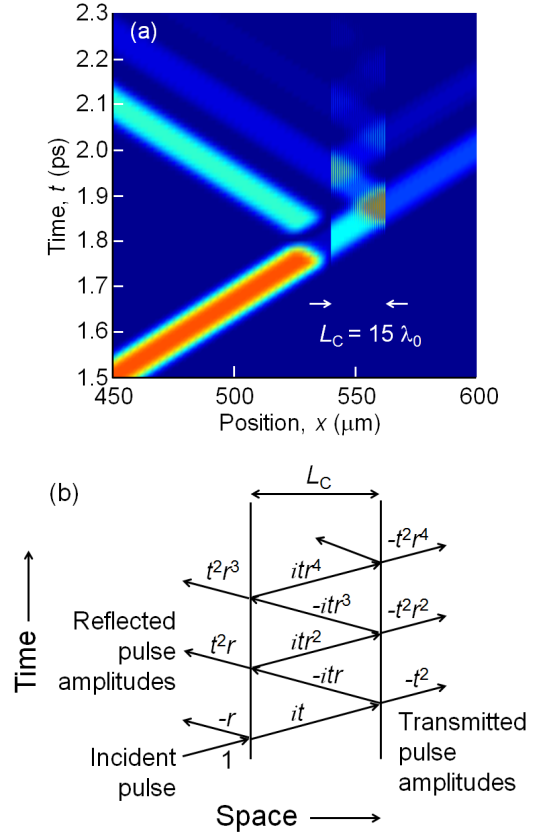 (a)
2.3
2.2
2.1
2.0
1.9
1.8
1.7
1.6
1.5
Time, t (ps)
L_C = 15 λ_0
450
500
550
600
Position, x (μm)
(b)
L_C
-t²r⁴
t²r³
itr⁴
-itr³
-t²r²
Reflected
pulse
amplitudes
t²r
itr²
-itr
-t²
-r
it
Incident
pulse
1
Transmitted
pulse
amplitudes
Time
Space